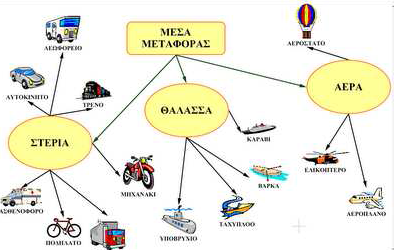 ΜΕΣΑ
ΜΕΤΑΦΟΡΑΣ
ΑΕΡΟΣΤΑΤΟ
ΛΕΩΦΟΡΕΙΟ
ΑΥΤΟΚΙΝΗΤΟ
ΤΡΕΝΟ
ΘΑΛΑΣΣΑ
ΑΕΡΑ
ΣΤΕΡΙΑ
ΚΑΡΑΒΙ
ΕΛΙΚΟΠΤΕΡΟ
ΜΗΧΑΝΑΚΙ
ΒΑΡΚΑ
ΑΣΘΕΝΟΦΟΡΟ
ΑΕΡΟΠΛΑΝΟ
ΠΟΔΗΛΑΤΟ
ΥΠΟΒΡΥΧΙΟ
ΤΑΧΥΠΛΟΟ